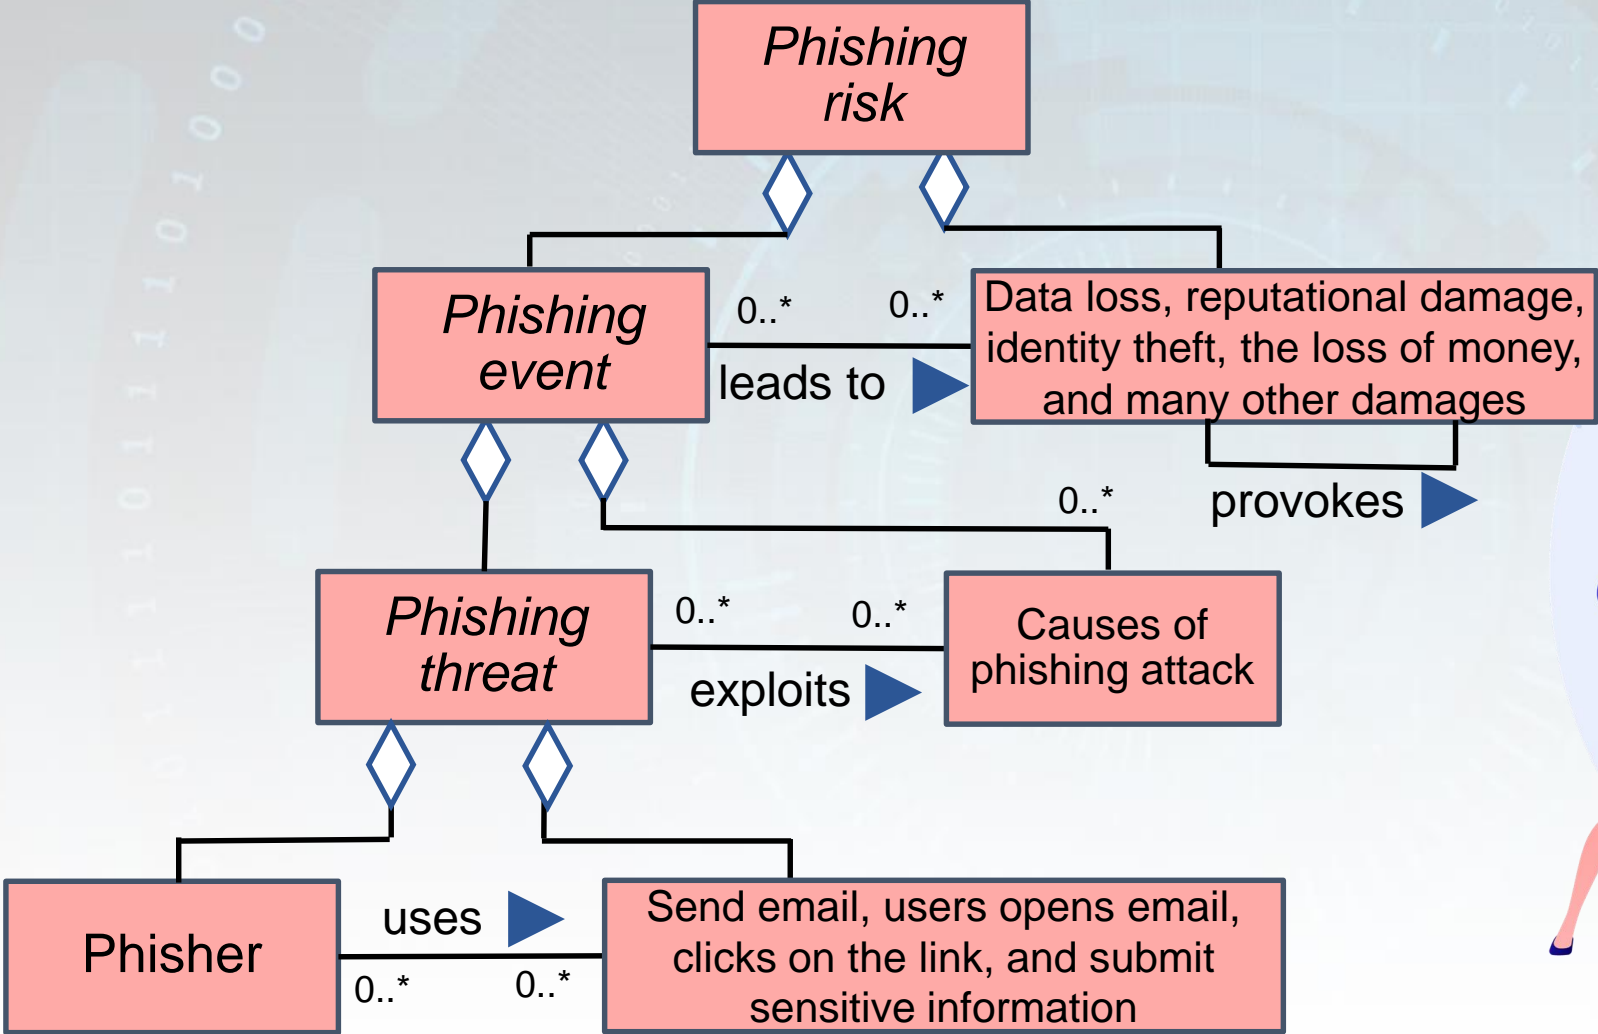 Phishing
risk
Phishing
event
0..*
0..*
leads to
Data loss, reputational damage,
identity theft, the loss of money,
and many other damages
provokes
0..*
Phishing
threat
0..*
0..*
exploits
Causes of
phishing attack
Phisher
uses
0..*
0..*
Send email, users opens email,
clicks on the link, and submit
sensitive information